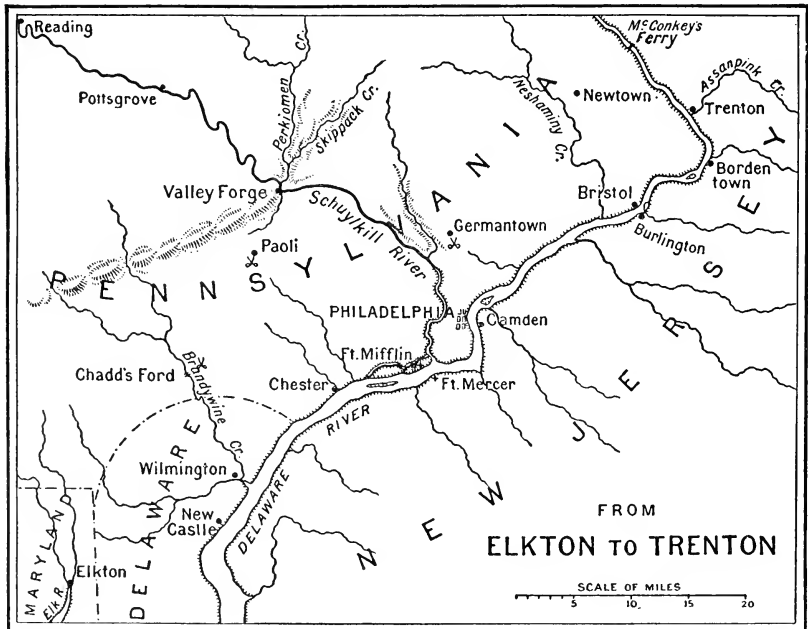 Reading
McConkey's
Ferry
Pottsgrove
Perkiomen Cr.
Skippack Cr.
Neshaminy Cr.
Newtown
Assanpink Cr.
Trenton
Valley Forge
Schuylkill River
Bristol
Borden
town
Burlington
Germantown
Paoli
PENNSYLVANIA
PHILADELPHIA
Camden
Ft. Mifflin
Ft. Mercer
Chadd's Ford
Brandywine Cr.
Chester
Wilmington
DELAWARE RIVER
New
Castle
DELAWARE
MARYLAND
Elkton
Elk R.
NEW JERSEY
FROM
ELKTON TO TRENTON
SCALE OF MILES
5 10 15 20